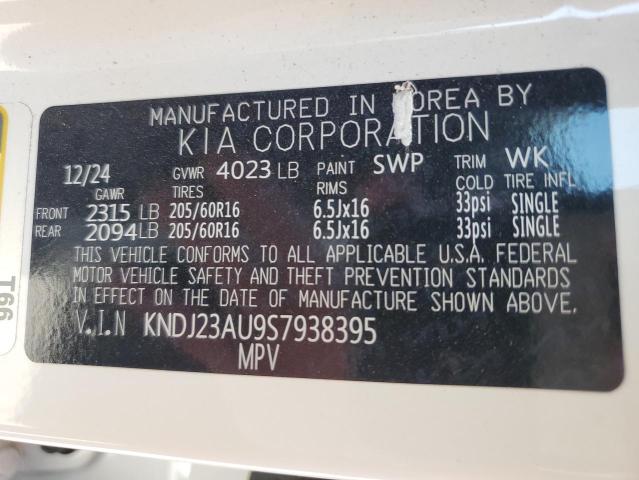 MANUFACTURED IN KOREA BY
KIA CORPORATION
12/24 GVWR 4023 LB PAINT SWP TRIM WK
GAWR TIRES RIMS COLD TIRE INFL
FRONT 2315 LB 205/60R16 6.5Jx16 33psi SINGLE
REAR 2094 LB 205/60R16 6.5Jx16 33psi SINGLE
THIS VEHICLE CONFORMS TO ALL APPLICABLE U.S.A. FEDERAL
MOTOR VEHICLE SAFETY AND THEFT PREVENTION STANDARDS
IN EFFECT ON THE DATE OF MANUFACTURE SHOWN ABOVE.
V.I.N KNDJ23AU9S7938395
MPV